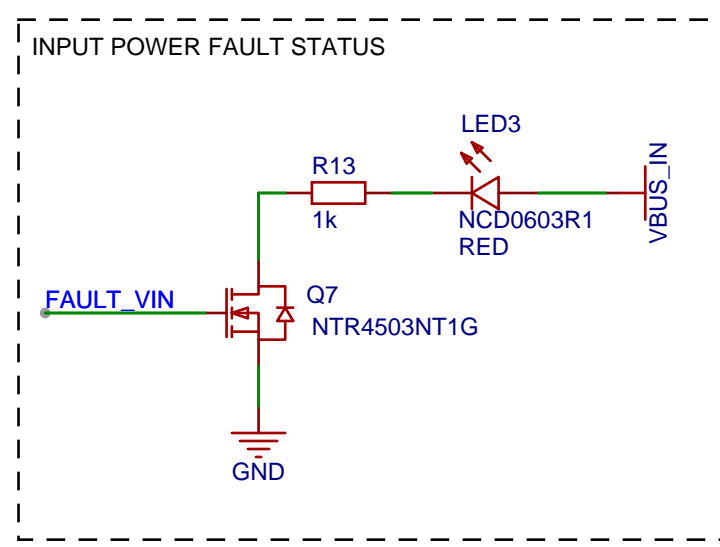 INPUT POWER FAULT STATUS
LED3
R13
1k
NCD0603R1
RED
VBUS_IN
FAULT_VIN
Q7
NTR4503NT1G
GND